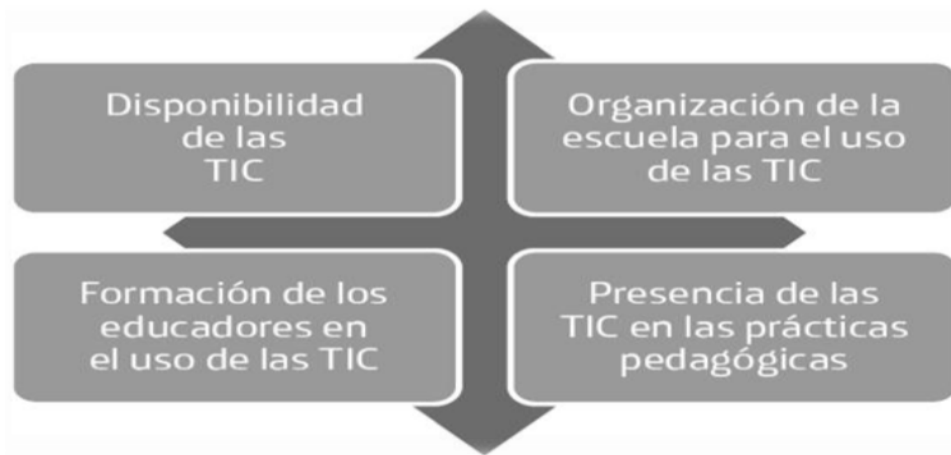 Disponibilidad
de las
TIC
Organización de la
escuela para el uso
de las TIC
Formación de los
educadores en
el uso de las TIC
Presencia de las
TIC en las prácticas
pedagógicas